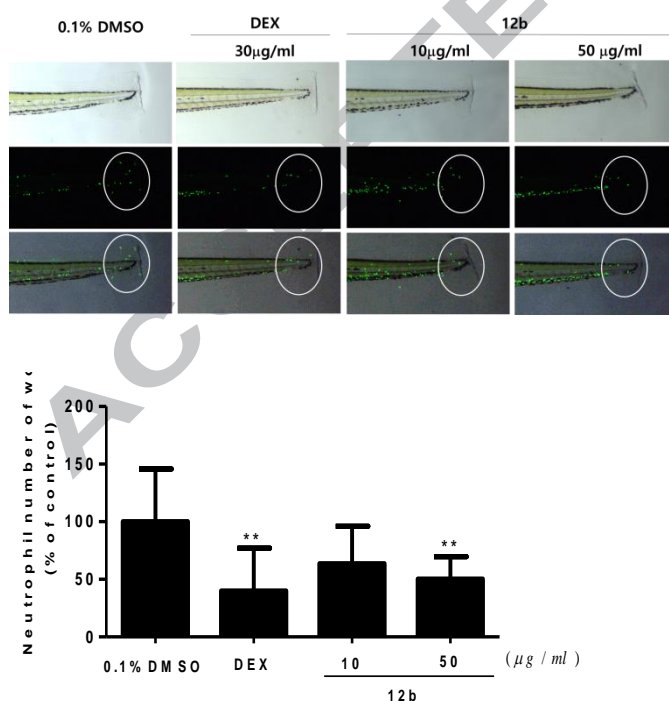 0.1% DMSO
DEX
12b
30μg/ml
10μg/ml
50 μg/ml
Neutrophil number of
(% of control)
200
150
100
50
0
**
**
0.1% DMSO
DEX
10
50
(μg / ml)
12b